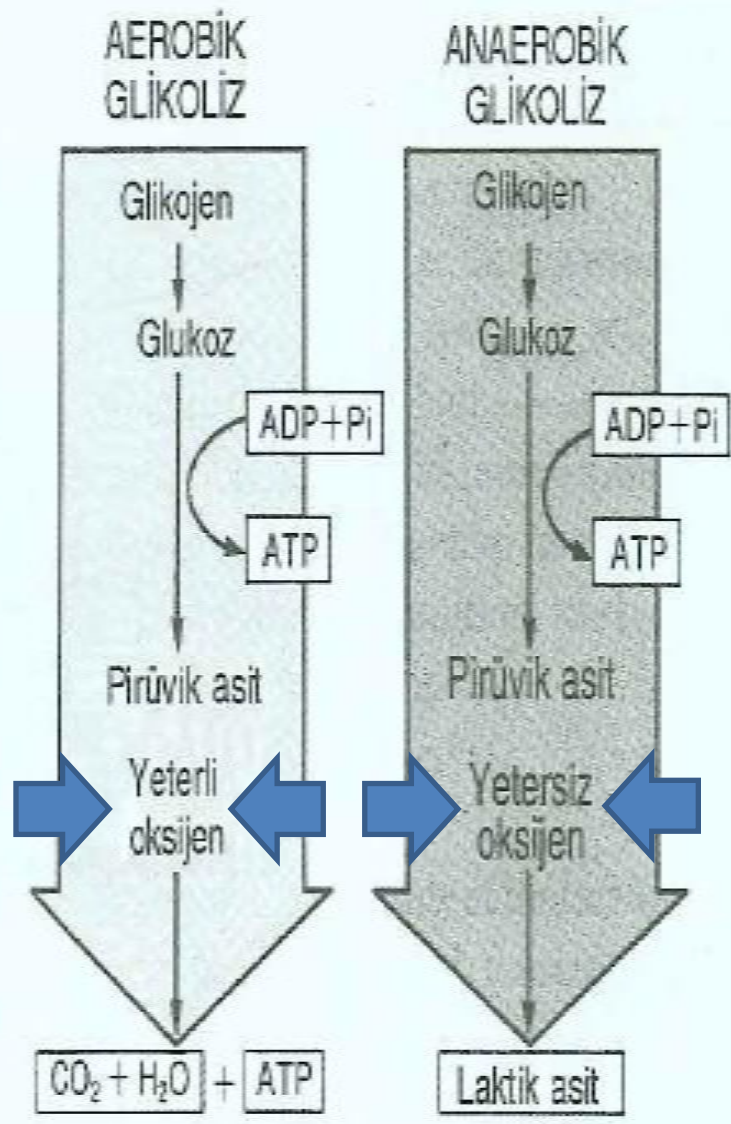 AEROBİK
GLİKOLİZ
Glikojen
Glukoz
ADP+Pi
ATP
Pirüvik asit
Yeterli
oksijen
CO₂ + H₂O + ATP
ANAEROBİK
GLİKOLİZ
Glikojen
Glukoz
ADP+Pi
ATP
Pirüvik asit
Yetersiz
oksijen
Laktik asit